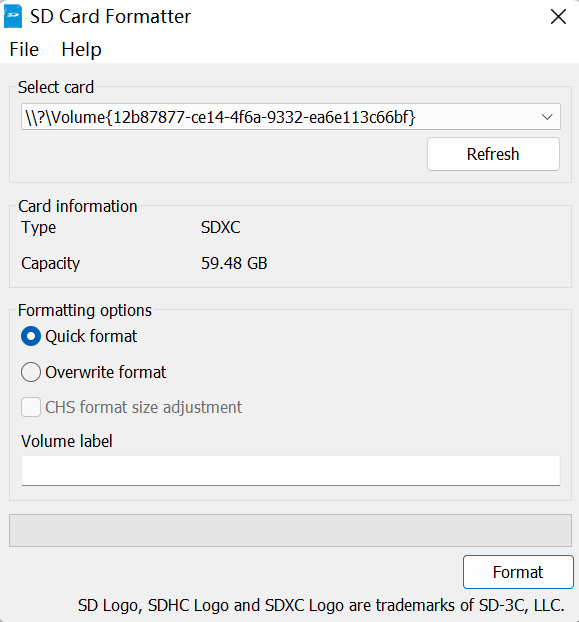 SD Card Formatter
File Help
Select card
\\?\Volume{12b87877-ce14-4f6a-9332-ea6e113c66bf}
Refresh
Card information
Type SDXC
Capacity 59.48 GB
Formatting options
Quick format
Overwrite format
CHS format size adjustment
Volume label
Format
SD Logo, SDHC Logo and SDXC Logo are trademarks of SD-3C, LLC.